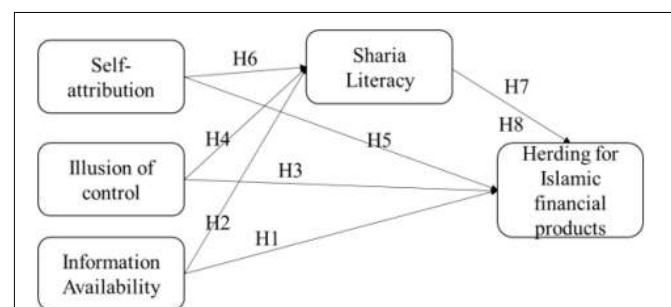 Self-
attribution
H6
Sharia
Literacy
H7
H8
H4
H5
Illusion of
control
H3
Herding for
Islamic
financial
products
H2
H1
Information
Availability